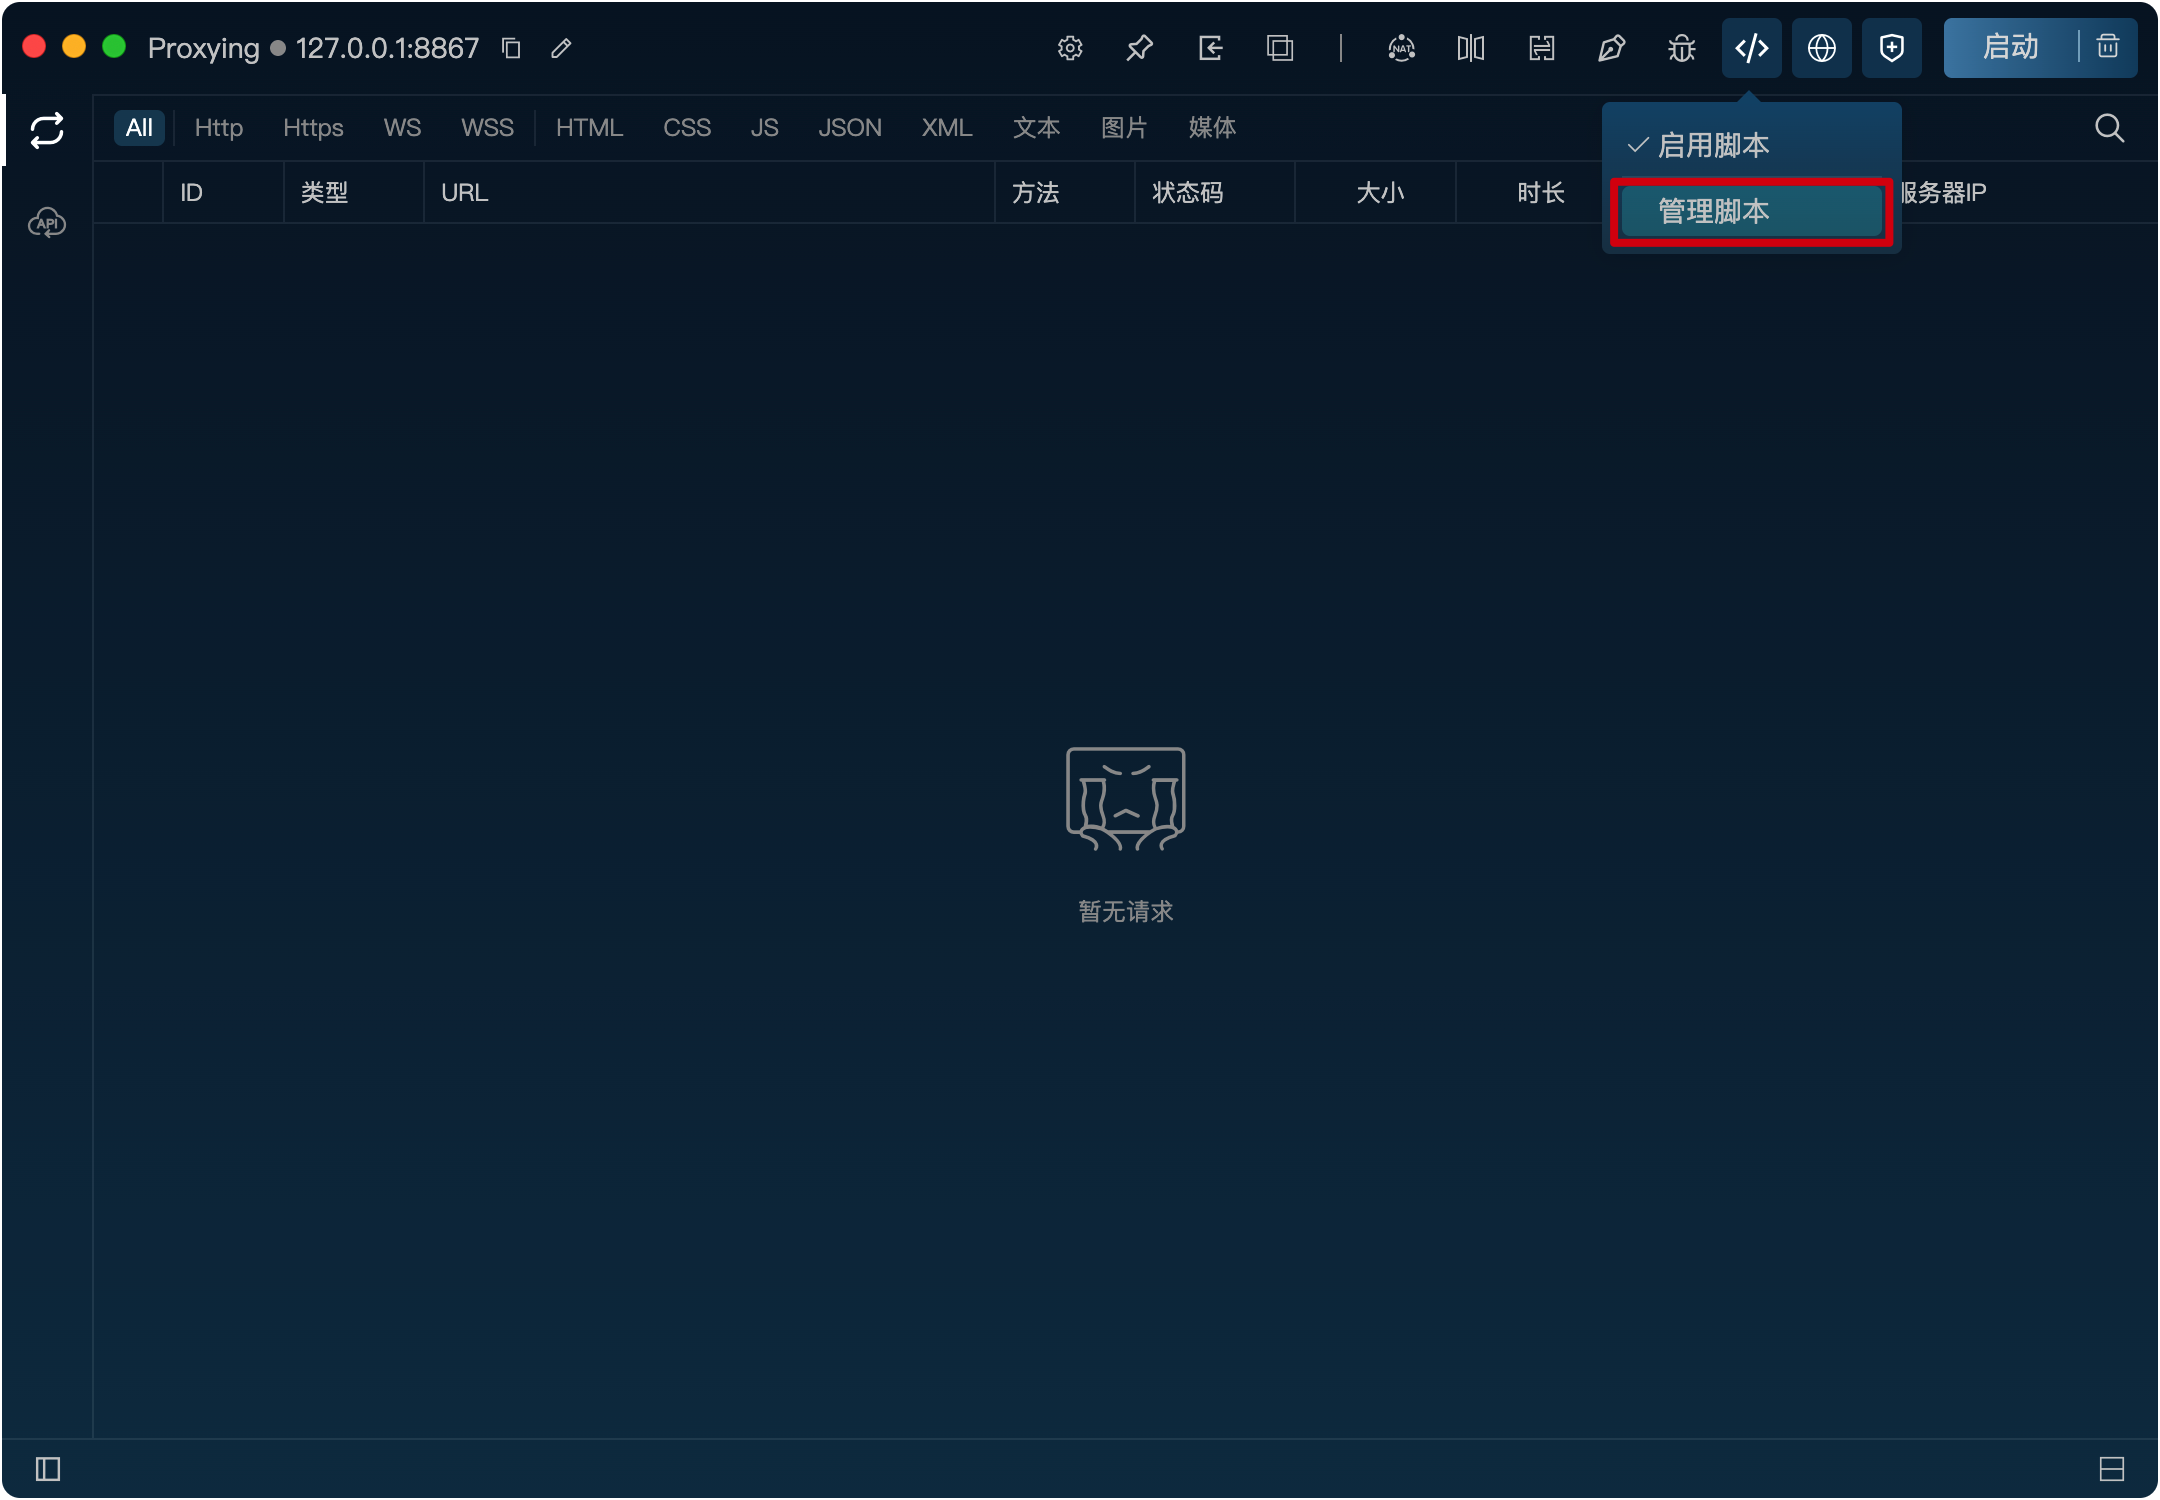 Proxying 127.0.0.1:8867
NAT
启动
All Http Https WS WSS HTML CSS JS JSON XML 文本 图片 媒体
启用脚本
ID 类型 URL 方法 状态码 大小 时长 服务器IP
管理脚本
API
暂无请求